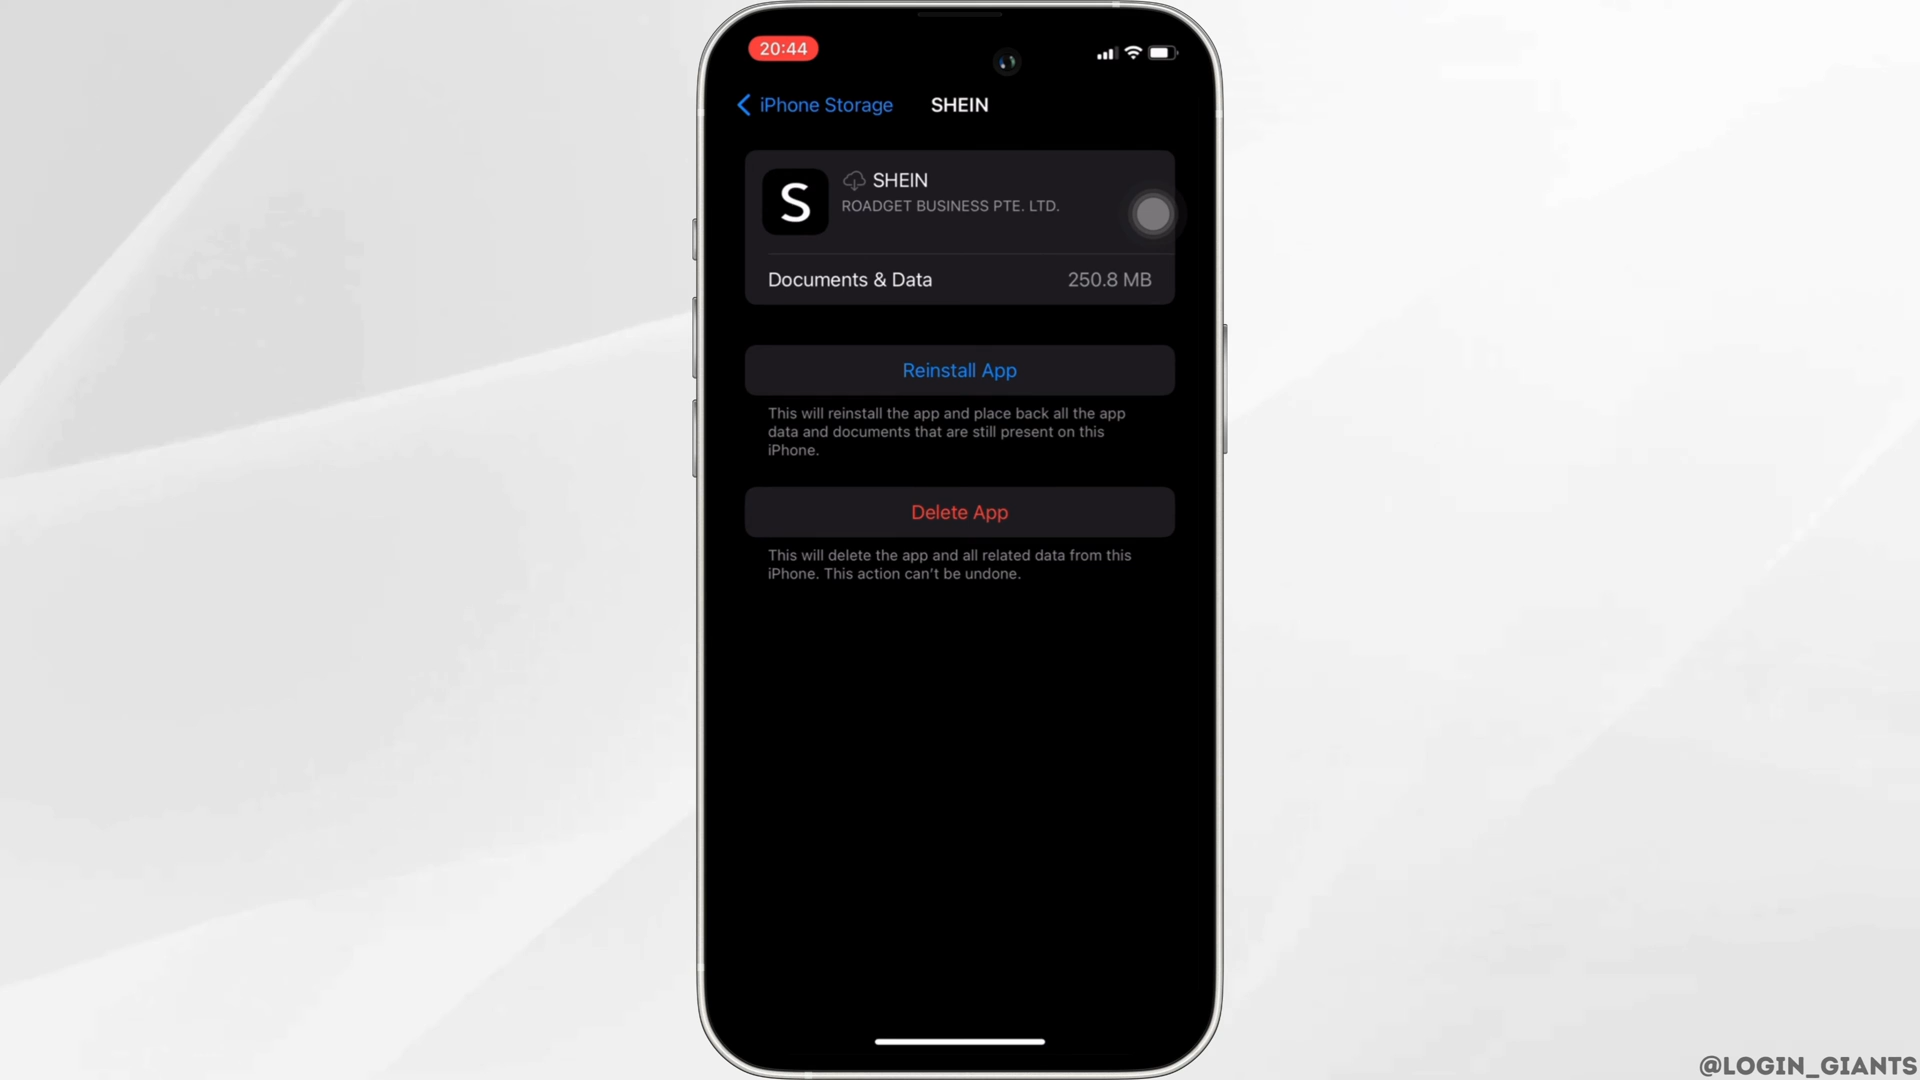 20:44
iPhone Storage
SHEIN
S
SHEIN
ROADGET BUSINESS PTE. LTD.
Documents & Data 250.8 MB
Reinstall App
This will reinstall the app and place back all the app
data and documents that are still present on this
iPhone.
Delete App
This will delete the app and all related data from this
iPhone. This action can't be undone.
@LOGIN_GIANTS